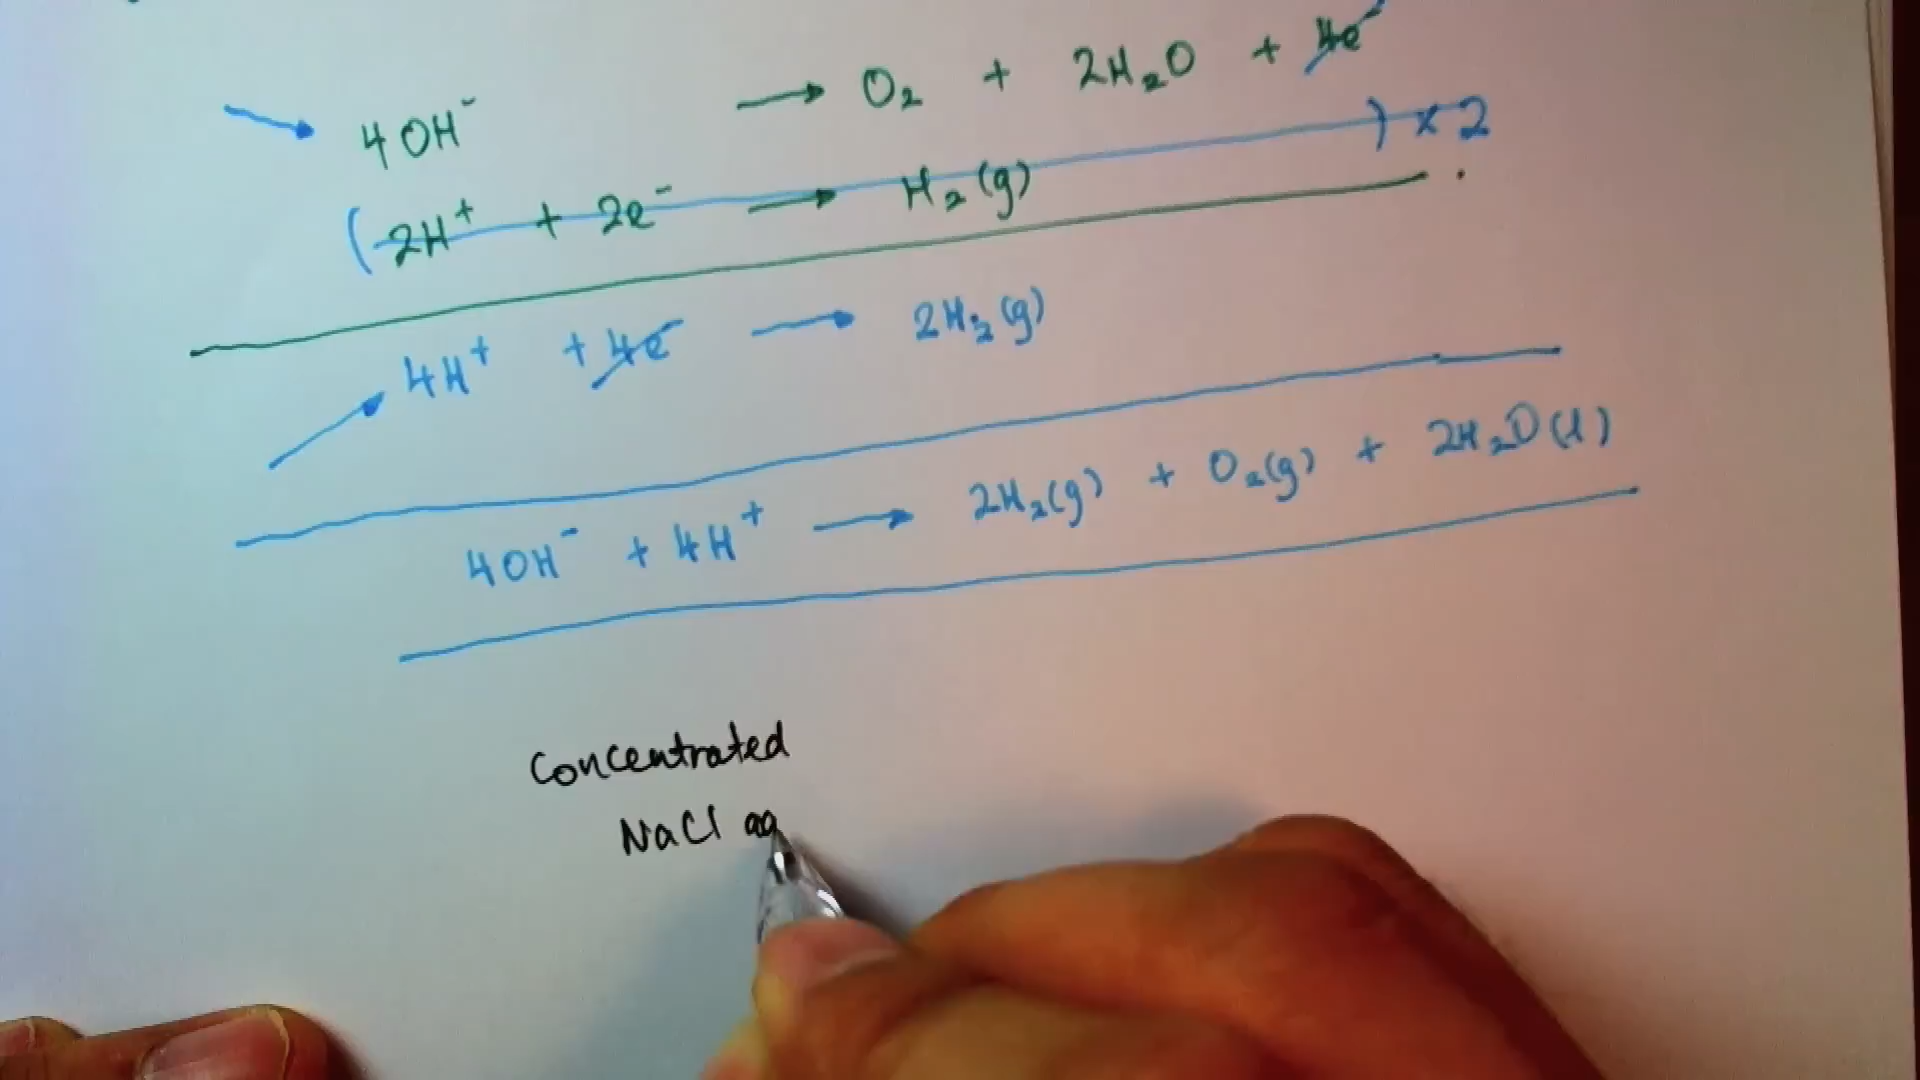 4OH⁻ → O₂ + 2H₂O + 4e⁻
(2H⁺ + 2e⁻ → H₂(g) ) × 2
4H⁺ + 4e⁻ → 2H₂(g)
4OH⁻ + 4H⁺ → 2H₂(g) + O₂(g) + 2H₂O(l)
Concentrated
NaCl aq